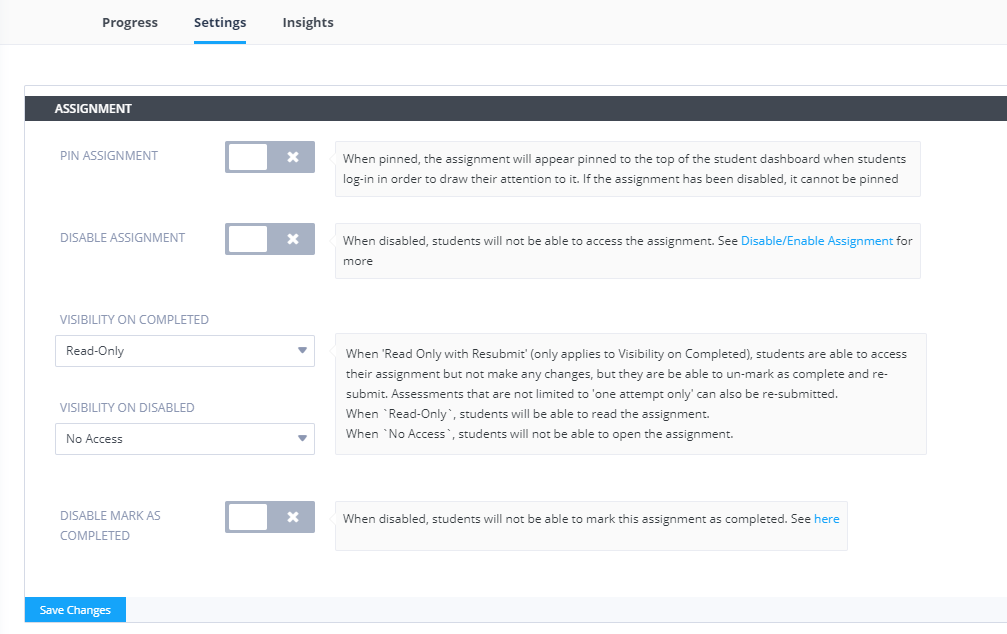 Progress Settings Insights
ASSIGNMENT
PIN ASSIGNMENT
When pinned, the assignment will appear pinned to the top of the student dashboard when students
log-in in order to draw their attention to it. If the assignment has been disabled, it cannot be pinned
DISABLE ASSIGNMENT
When disabled, students will not be able to access the assignment. See Disable/Enable Assignment for
more
VISIBILITY ON COMPLETED
Read-Only
When 'Read Only with Resubmit' (only applies to Visibility on Completed), students are able to access
their assignment but not make any changes, but they are be able to un-mark as complete and re-
submit. Assessments that are not limited to 'one attempt only' can also be re-submitted.
When `Read-Only`, students will be able to read the assignment.
When `No Access`, students will not be able to open the assignment.
VISIBILITY ON DISABLED
No Access
DISABLE MARK AS
COMPLETED
When disabled, students will not be able to mark this assignment as completed. See here
Save Changes